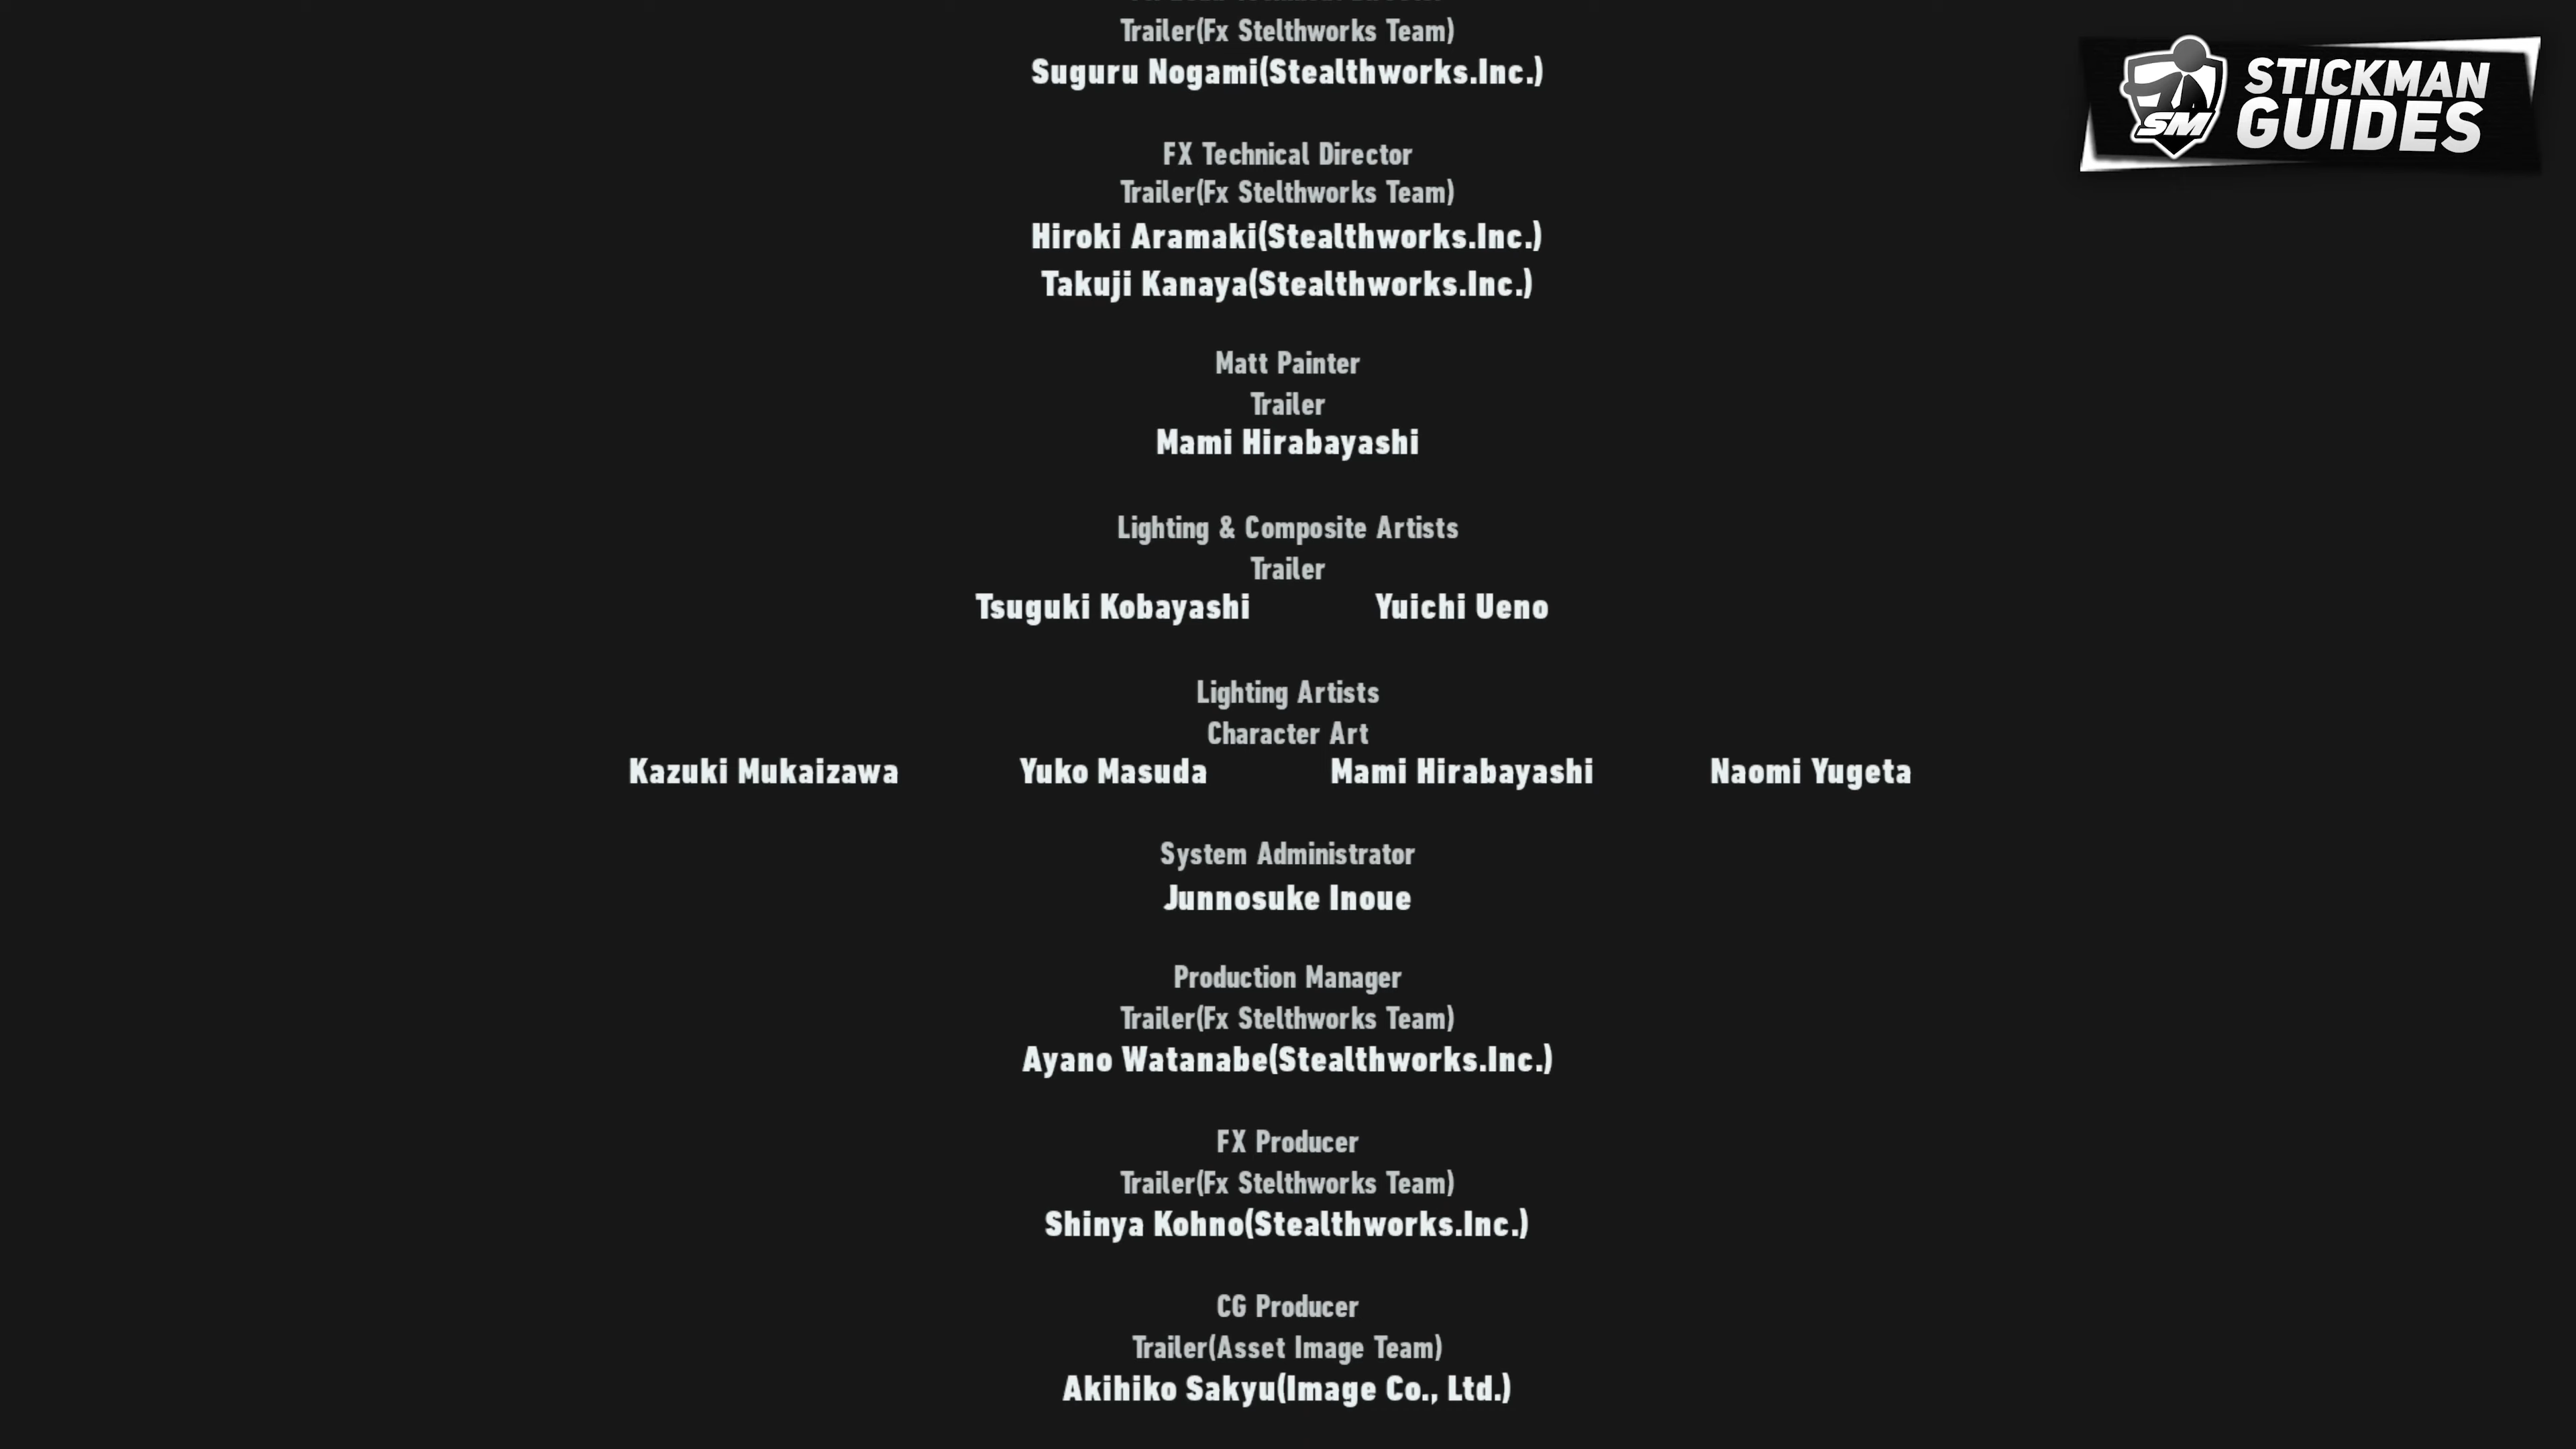 Trailer(Fx Stelthworks Team)
Suguru Nogami(Stealthworks.Inc.)
STICKMAN
GUIDES
SM
FX Technical Director
Trailer(Fx Stelthworks Team)
Hiroki Aramaki(Stealthworks.Inc.)
Takuji Kanaya(Stealthworks.Inc.)
Matt Painter
Trailer
Mami Hirabayashi
Lighting & Composite Artists
Trailer
Tsuguki Kobayashi Yuichi Ueno
Lighting Artists
Character Art
Kazuki Mukaizawa Yuko Masuda Mami Hirabayashi Naomi Yugeta
System Administrator
Junnosuke Inoue
Production Manager
Trailer(Fx Stelthworks Team)
Ayano Watanabe(Stealthworks.Inc.)
FX Producer
Trailer(Fx Stelthworks Team)
Shinya Kohno(Stealthworks.Inc.)
CG Producer
Trailer(Asset Image Team)
Akihiko Sakyu(Image Co., Ltd.)